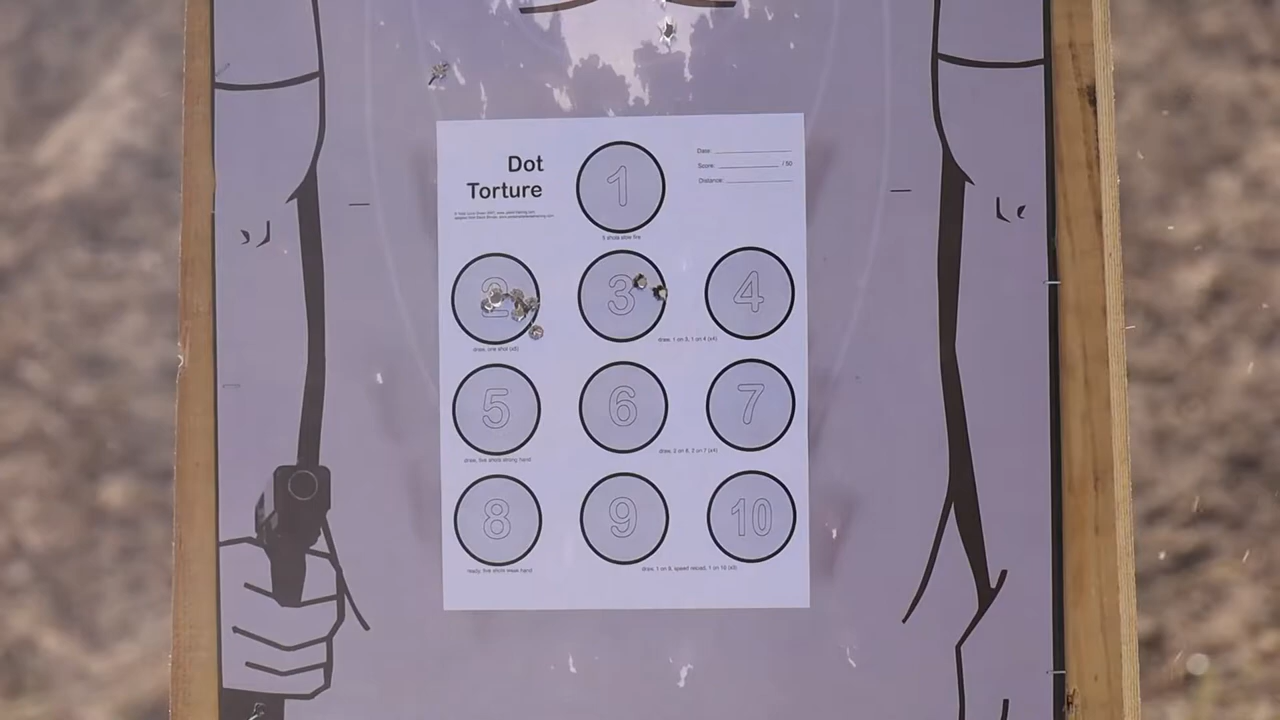 Dot
Torture
1
Date:
Score: / 50
Distance:
5 shots slow fire
2
3
4
draw, one shot (x5)
draw, 1 on 3, 1 on 4 (x4)
5
6
7
draw, five shots strong hand
draw, 2 on 6, 2 on 7 (x4)
8
9
10
ready, five shots weak hand
draw, 1 on 9, speed reload, 1 on 10 (x3)